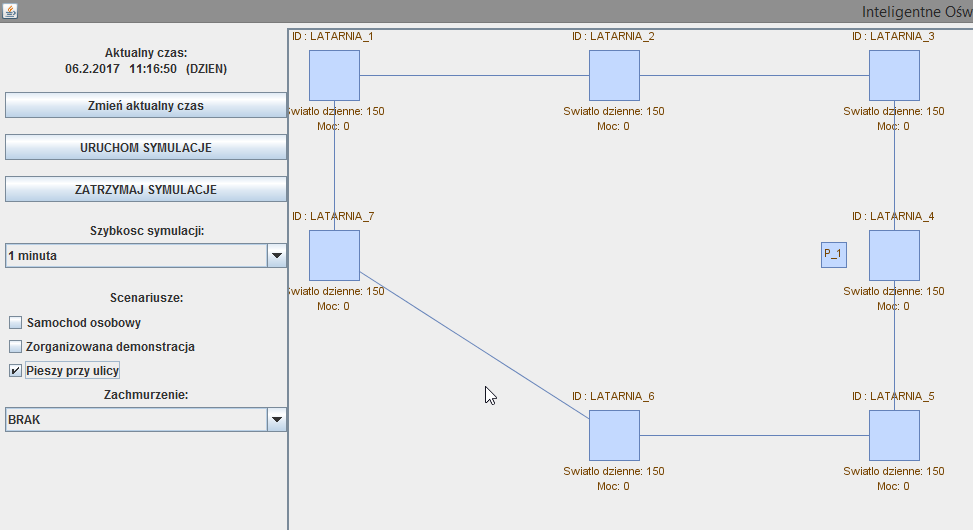 Inteligentne Ośw
Aktualny czas:
06.2.2017 11:16:50 (DZIEN)
Zmień aktualny czas
URUCHOM SYMULACJE
ZATRZYMAJ SYMULACJE
Szybkosc symulacji:
1 minuta
Scenariusze:
Samochod osobowy
Zorganizowana demonstracja
Pieszy przy ulicy
Zachmurzenie:
BRAK
ID : LATARNIA_1
Swiatlo dzienne: 150
Moc: 0
ID : LATARNIA_2
Swiatlo dzienne: 150
Moc: 0
ID : LATARNIA_3
Swiatlo dzienne: 150
Moc: 0
ID : LATARNIA_7
Swiatlo dzienne: 150
Moc: 0
P_1
ID : LATARNIA_4
Swiatlo dzienne: 150
Moc: 0
ID : LATARNIA_6
Swiatlo dzienne: 150
Moc: 0
ID : LATARNIA_5
Swiatlo dzienne: 150
Moc: 0